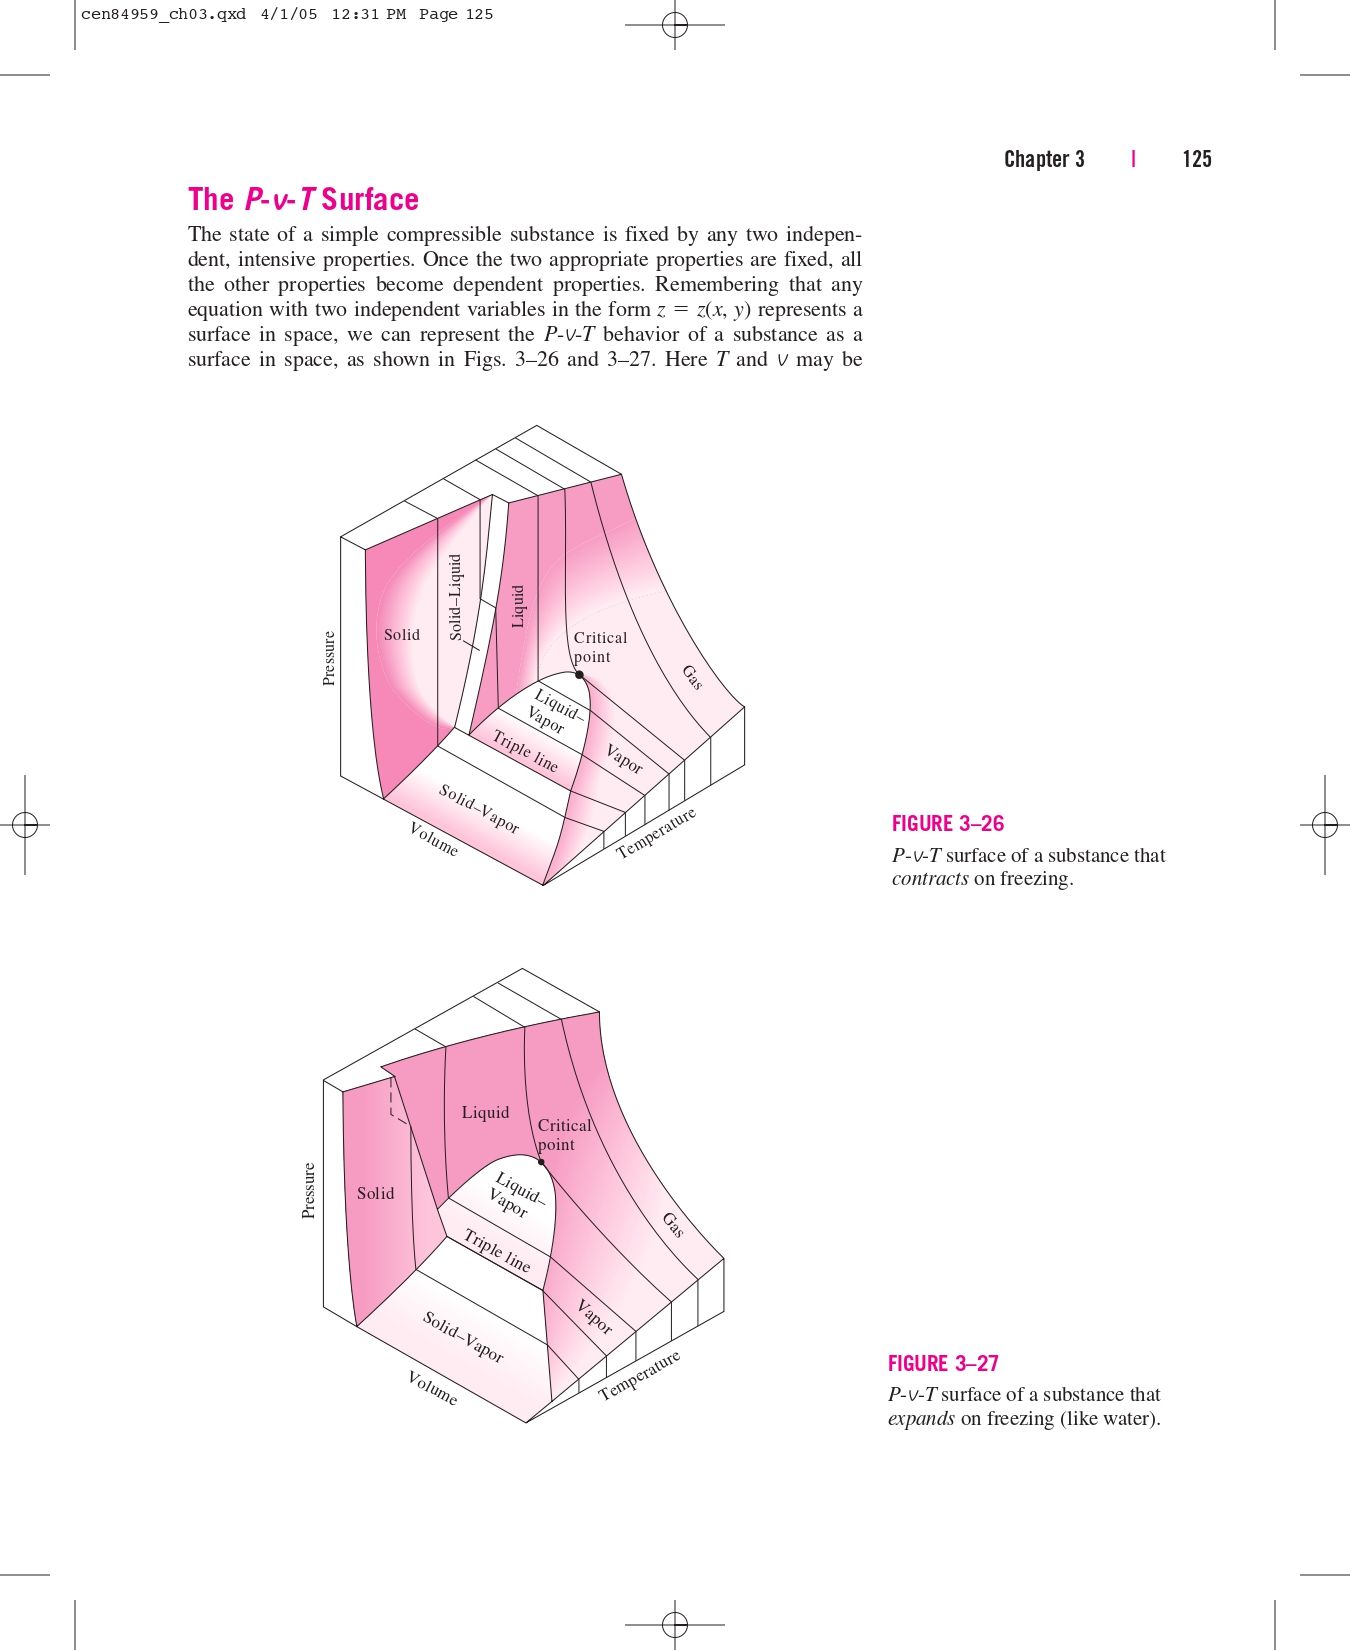 cen84959_ch03.qxd 4/1/05 12:31 PM Page 125
Chapter 3 | 125
The P-v-T Surface
The state of a simple compressible substance is fixed by any two indepen-
dent, intensive properties. Once the two appropriate properties are fixed, all
the other properties become dependent properties. Remembering that any
equation with two independent variables in the form z = z(x, y) represents a
surface in space, we can represent the P-v-T behavior of a substance as a
surface in space, as shown in Figs. 3–26 and 3–27. Here T and v may be
Pressure
Solid
Solid–Liquid
Liquid
Critical
point
Gas
Liquid–
Vapor
Triple line
Vapor
Solid–Vapor
Volume
Temperature
FIGURE 3–26
P-v-T surface of a substance that
contracts on freezing.
Pressure
Solid
Liquid
Critical
point
Liquid–
Vapor
Gas
Triple line
Vapor
Solid–Vapor
Volume
Temperature
FIGURE 3–27
P-v-T surface of a substance that
expands on freezing (like water).